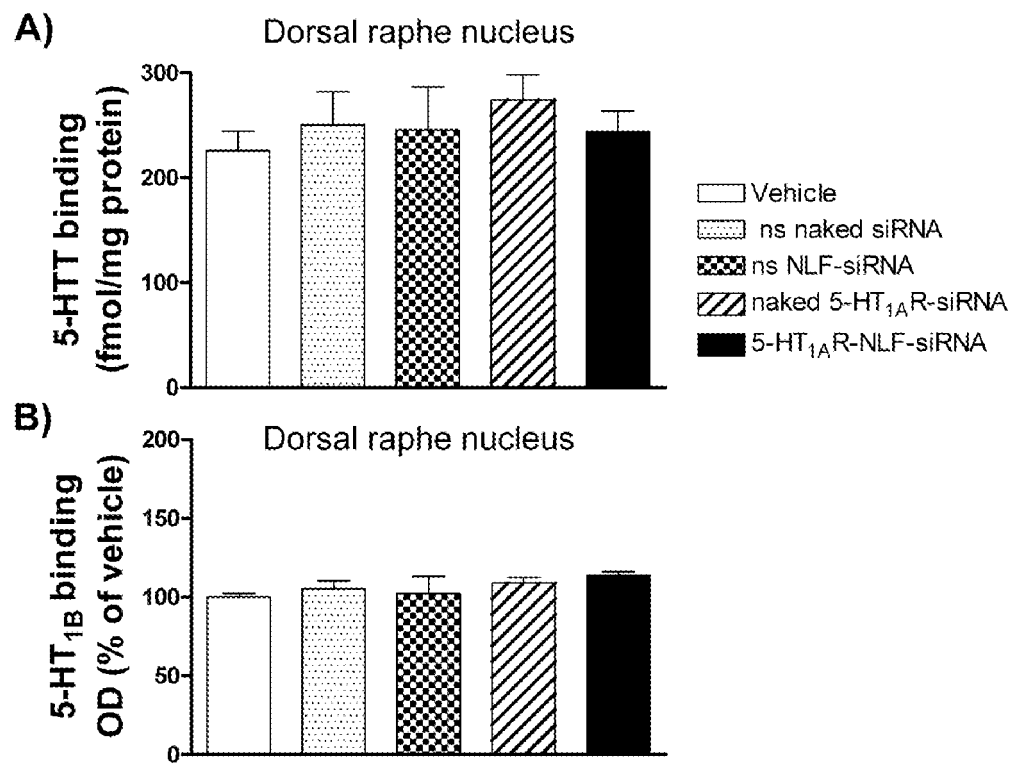 A)
Dorsal raphe nucleus
5-HTT binding
(fmol/mg protein)
300
200
100
0
Vehicle
ns naked siRNA
ns NLF-siRNA
naked 5-HT1AR-siRNA
5-HT1AR-NLF-siRNA
B)
Dorsal raphe nucleus
5-HT1B binding
OD (% of vehicle)
200
150
100
50
0